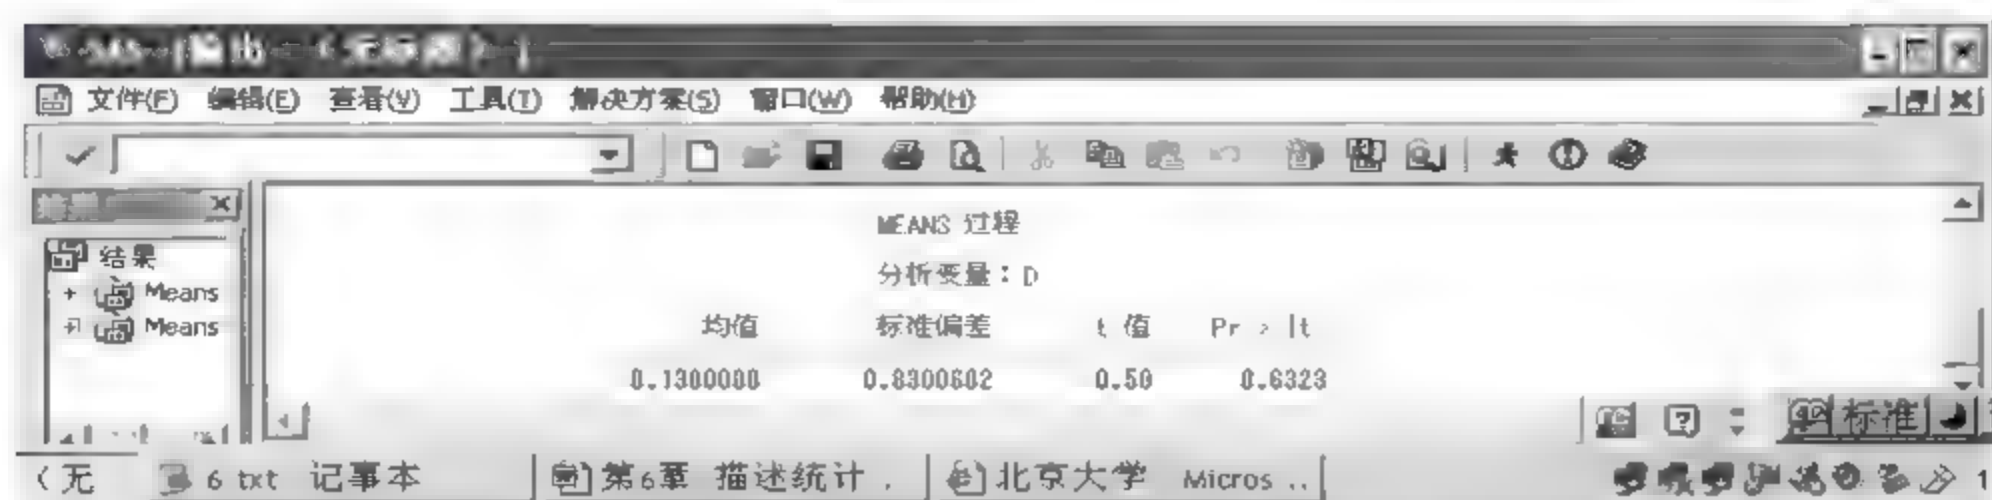 文件(F) 编辑(E) 查看(V) 工具(T) 解决方案(S) 窗口(W) 帮助(H)
结果
Means
Means
MEANS 过程
分析变量：D
均值 标准偏差 t 值 Pr > |t
0.1300000 0.8300602 0.50 0.6323
标准
(无 6 txt 记事本 第6章 描述统计 . 北京大学 Micros .. 1